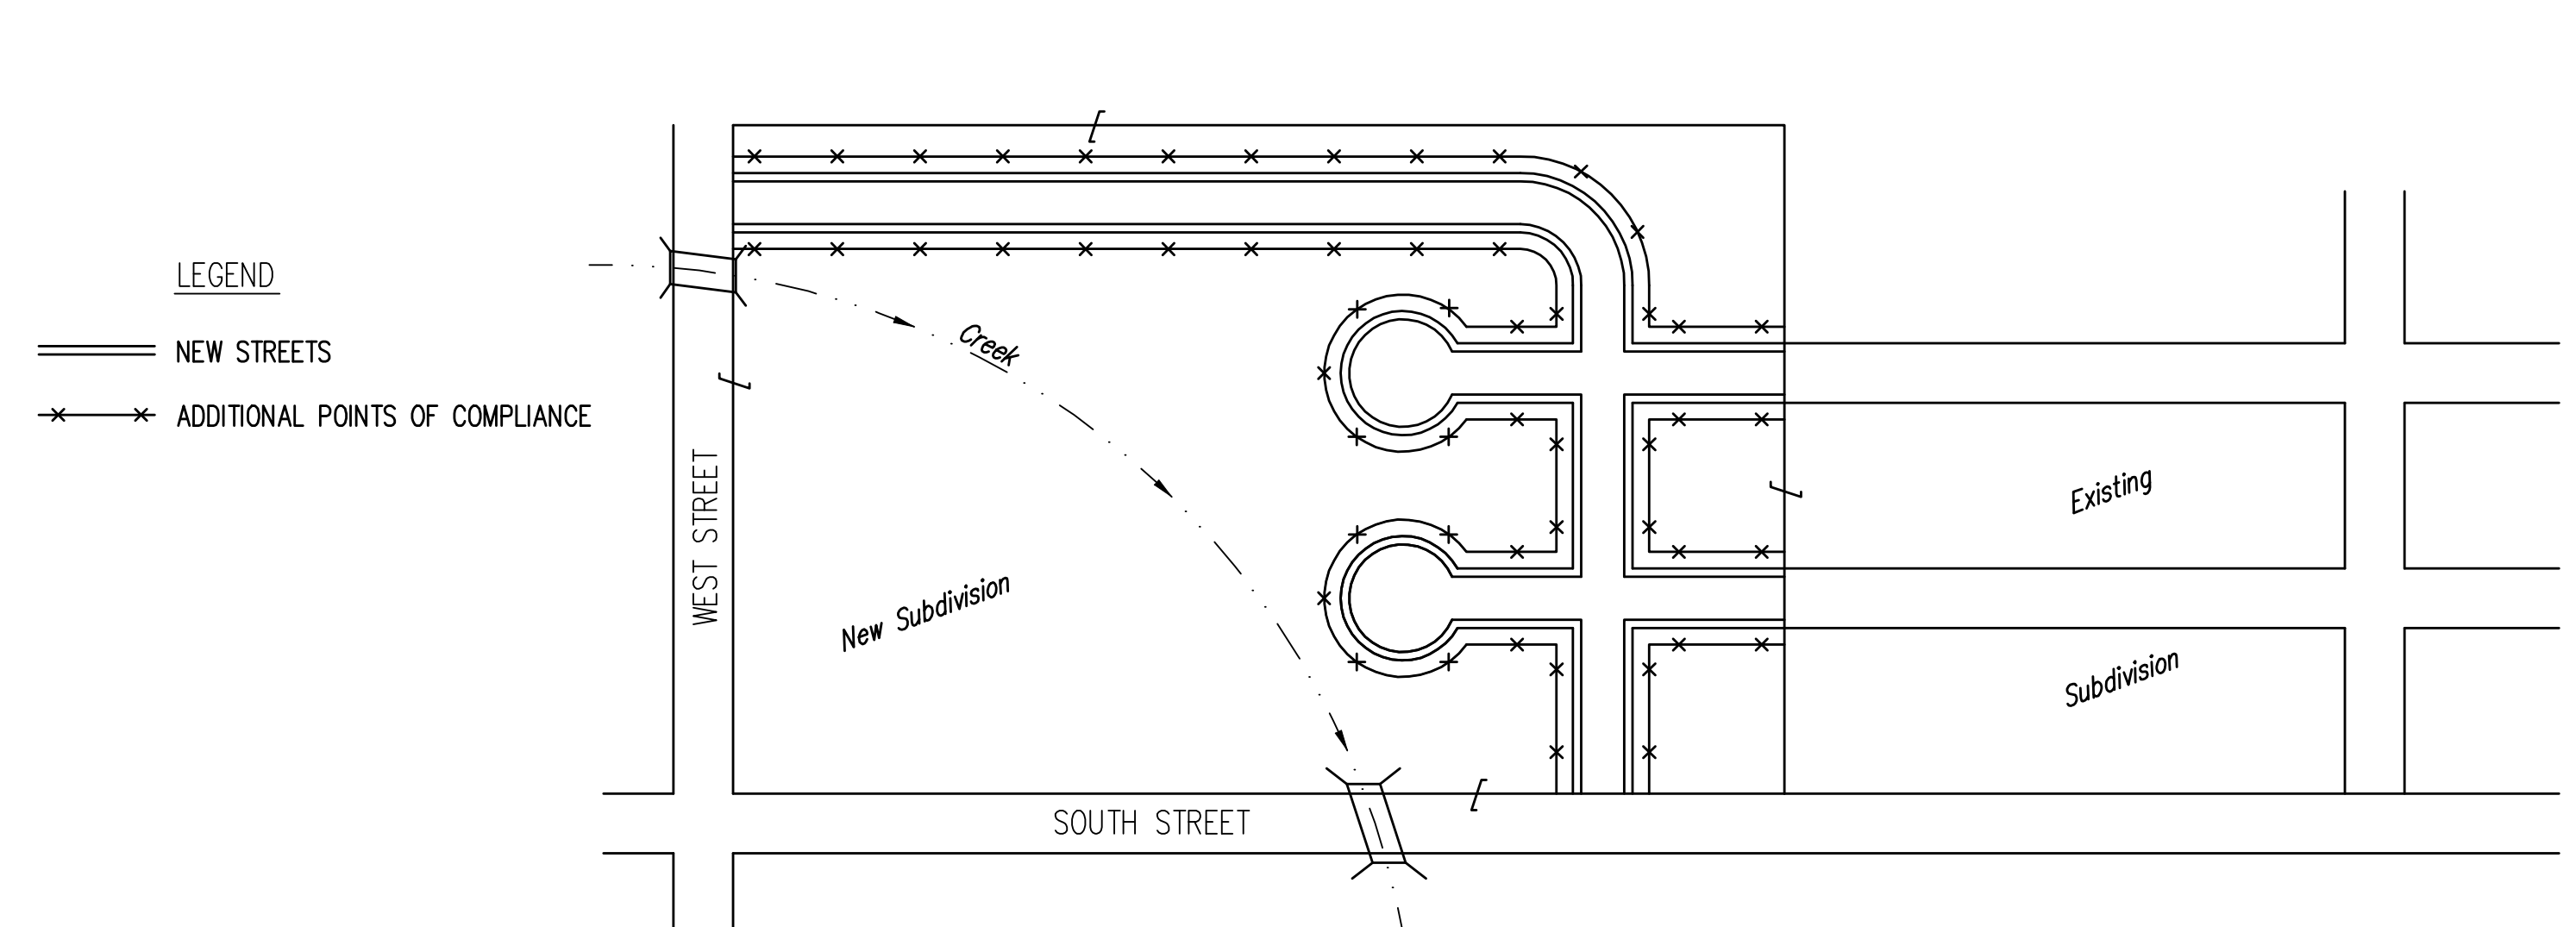 LEGEND
NEW STREETS
ADDITIONAL POINTS OF COMPLIANCE
WEST STREET
Creek
New Subdivision
SOUTH STREET
Existing
Subdivision